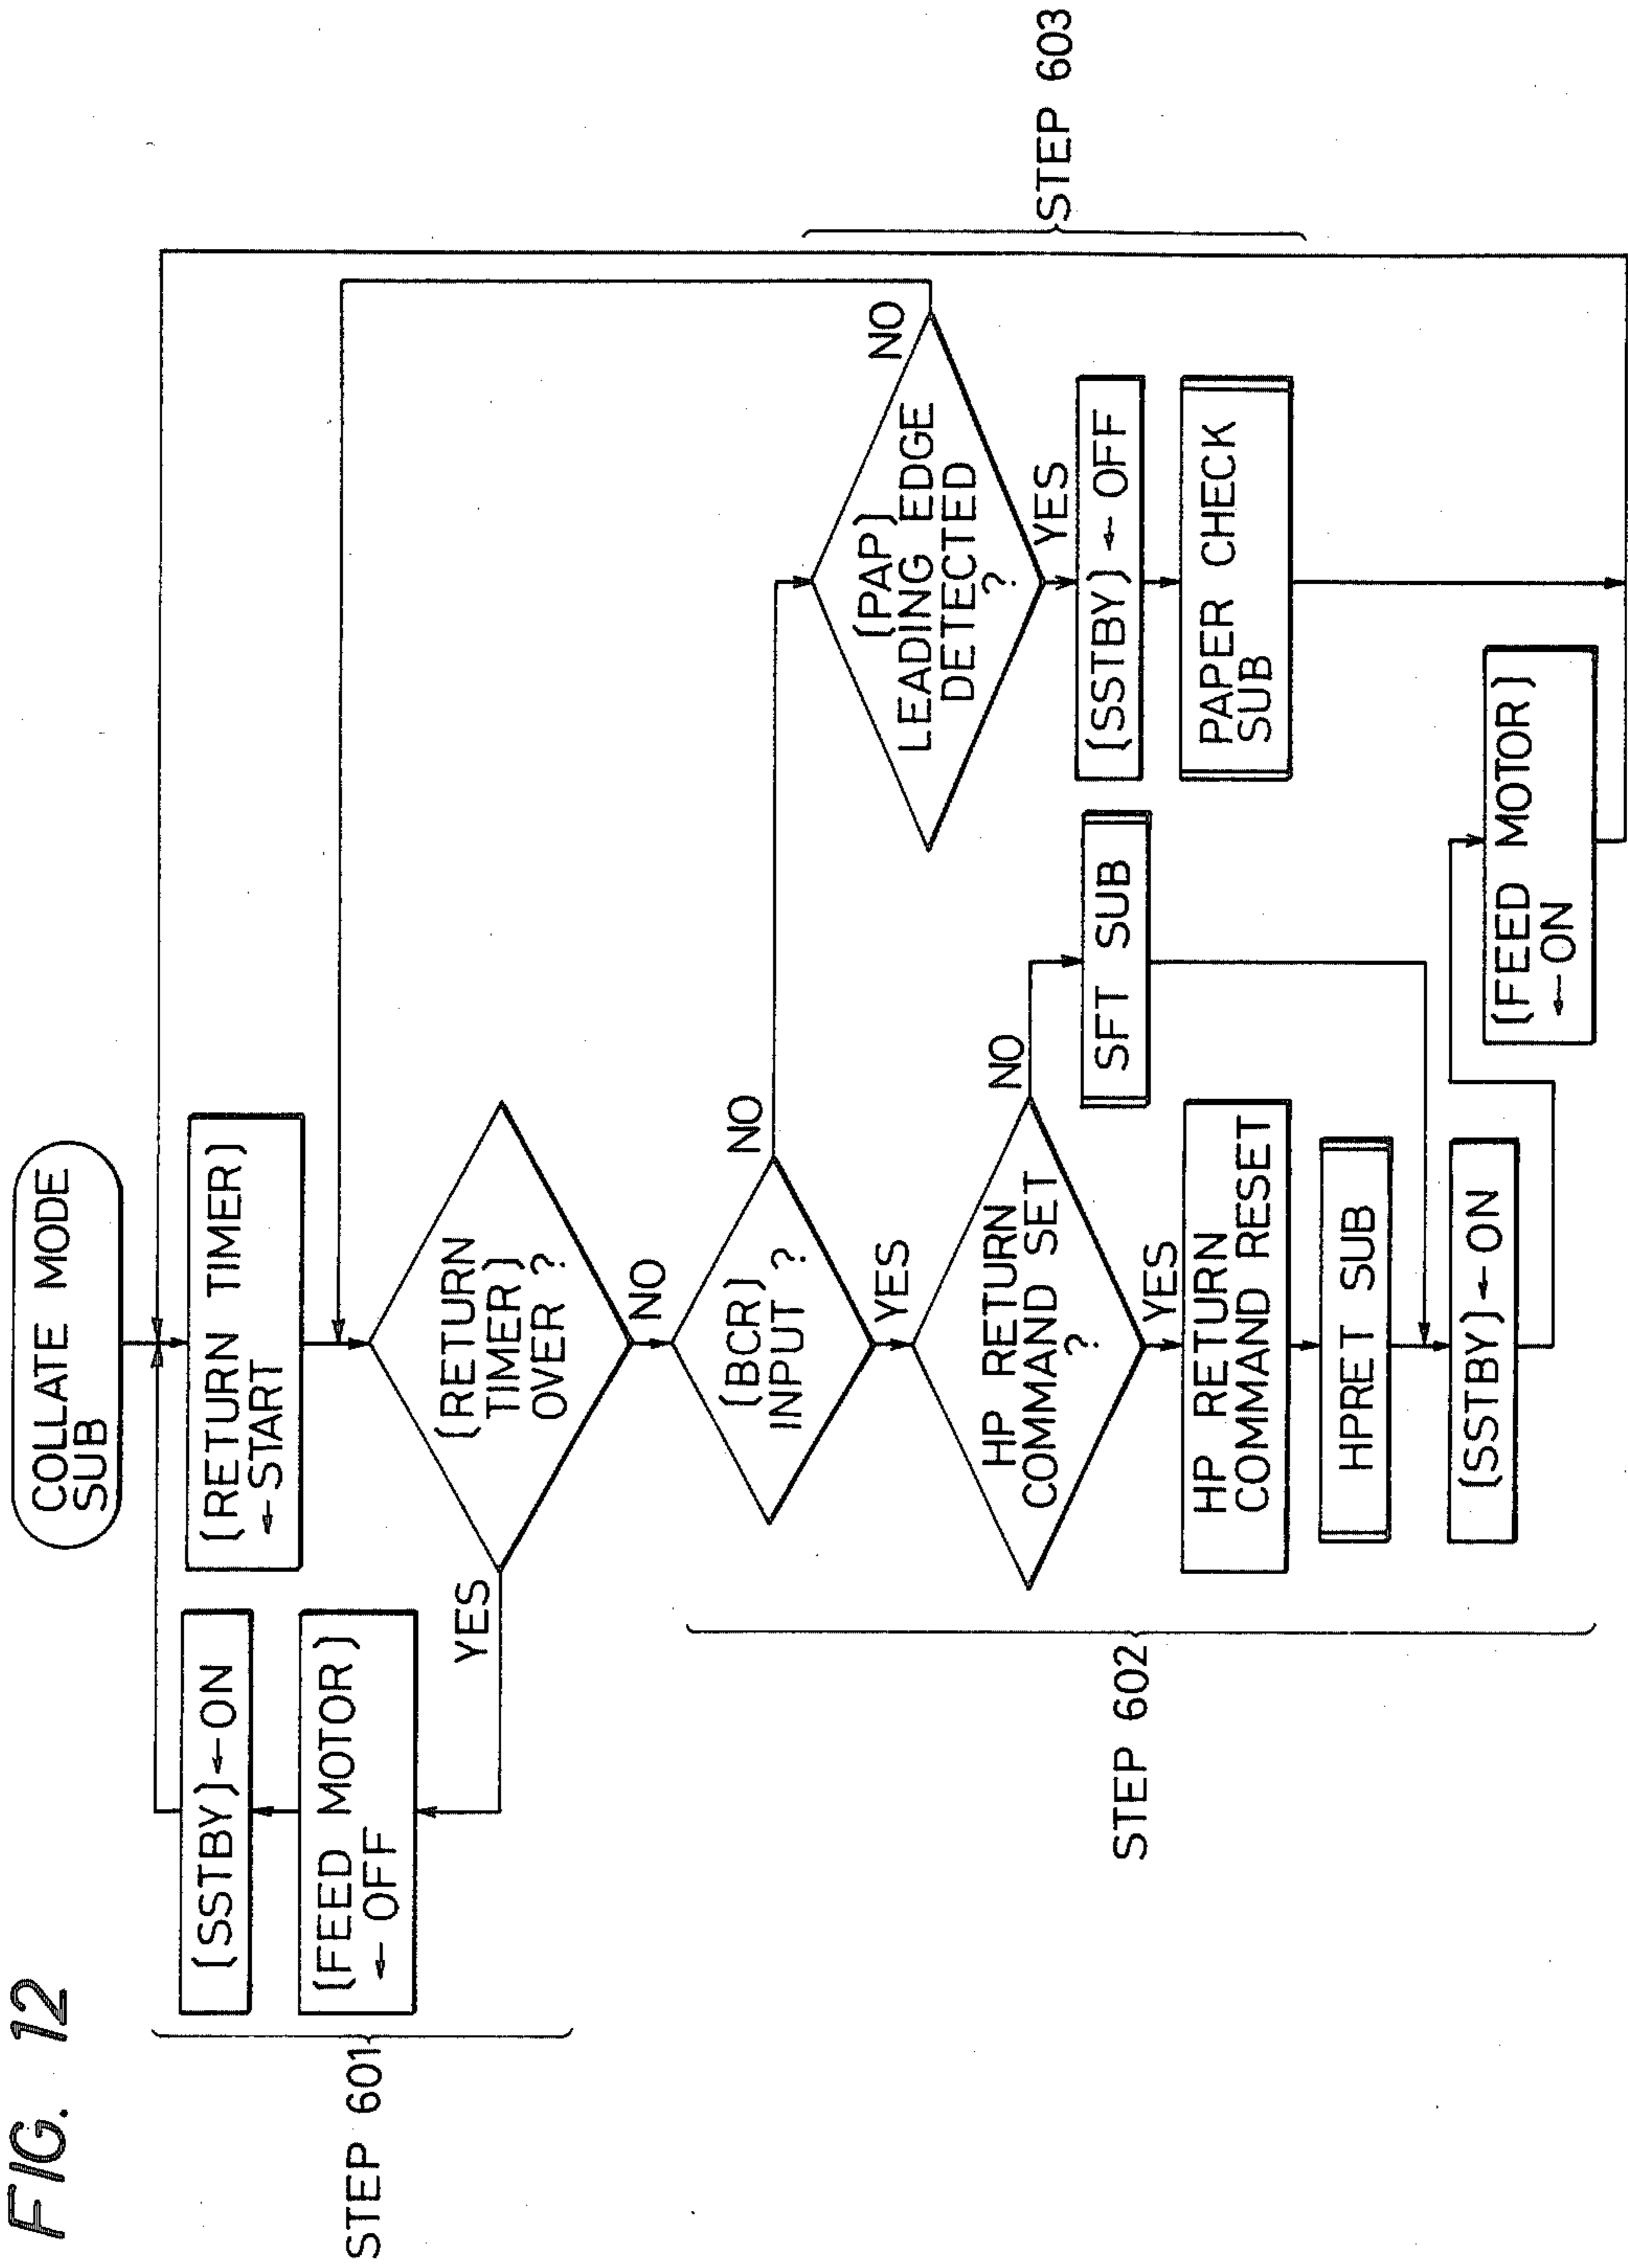 FIG. 12
COLLATE MODE
SUB
(SSTBY)←ON
(RETURN TIMER)
←START
(FEED MOTOR)
← OFF
STEP 601
YES
(RETURN
TIMER)
OVER ?
NO
(BCR)
INPUT ?
NO
YES
HP RETURN
COMMAND SET
?
NO
YES
HP RETURN
COMMAND RESET
HPRET SUB
(SSTBY)←ON
SFT SUB
(FEED MOTOR)
←ON
STEP 602
(PAP)
LEADING EDGE
DETECTED
?
NO
YES
(SSTBY)←OFF
PAPER CHECK
SUB
STEP 603